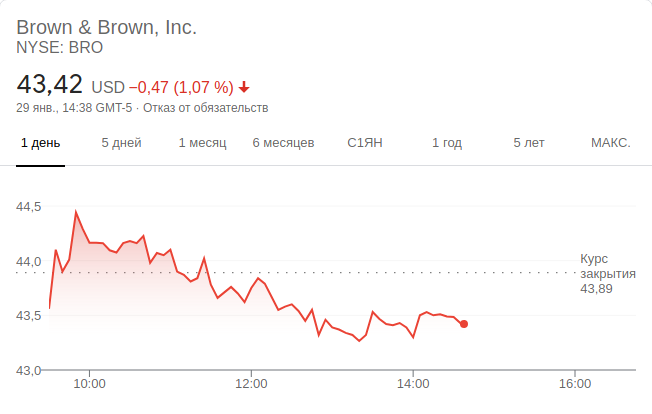 Brown & Brown, Inc.
NYSE: BRO
43,42 USD −0,47 (1,07 %)
29 янв., 14:38 GMT-5 · Отказ от обязательств
1 день 5 дней 1 месяц 6 месяцев С1ЯН 1 год 5 лет МАКС.
44,5
44,0
43,5
43,0
Курс
закрытия
43,89
10:00 12:00 14:00 16:00